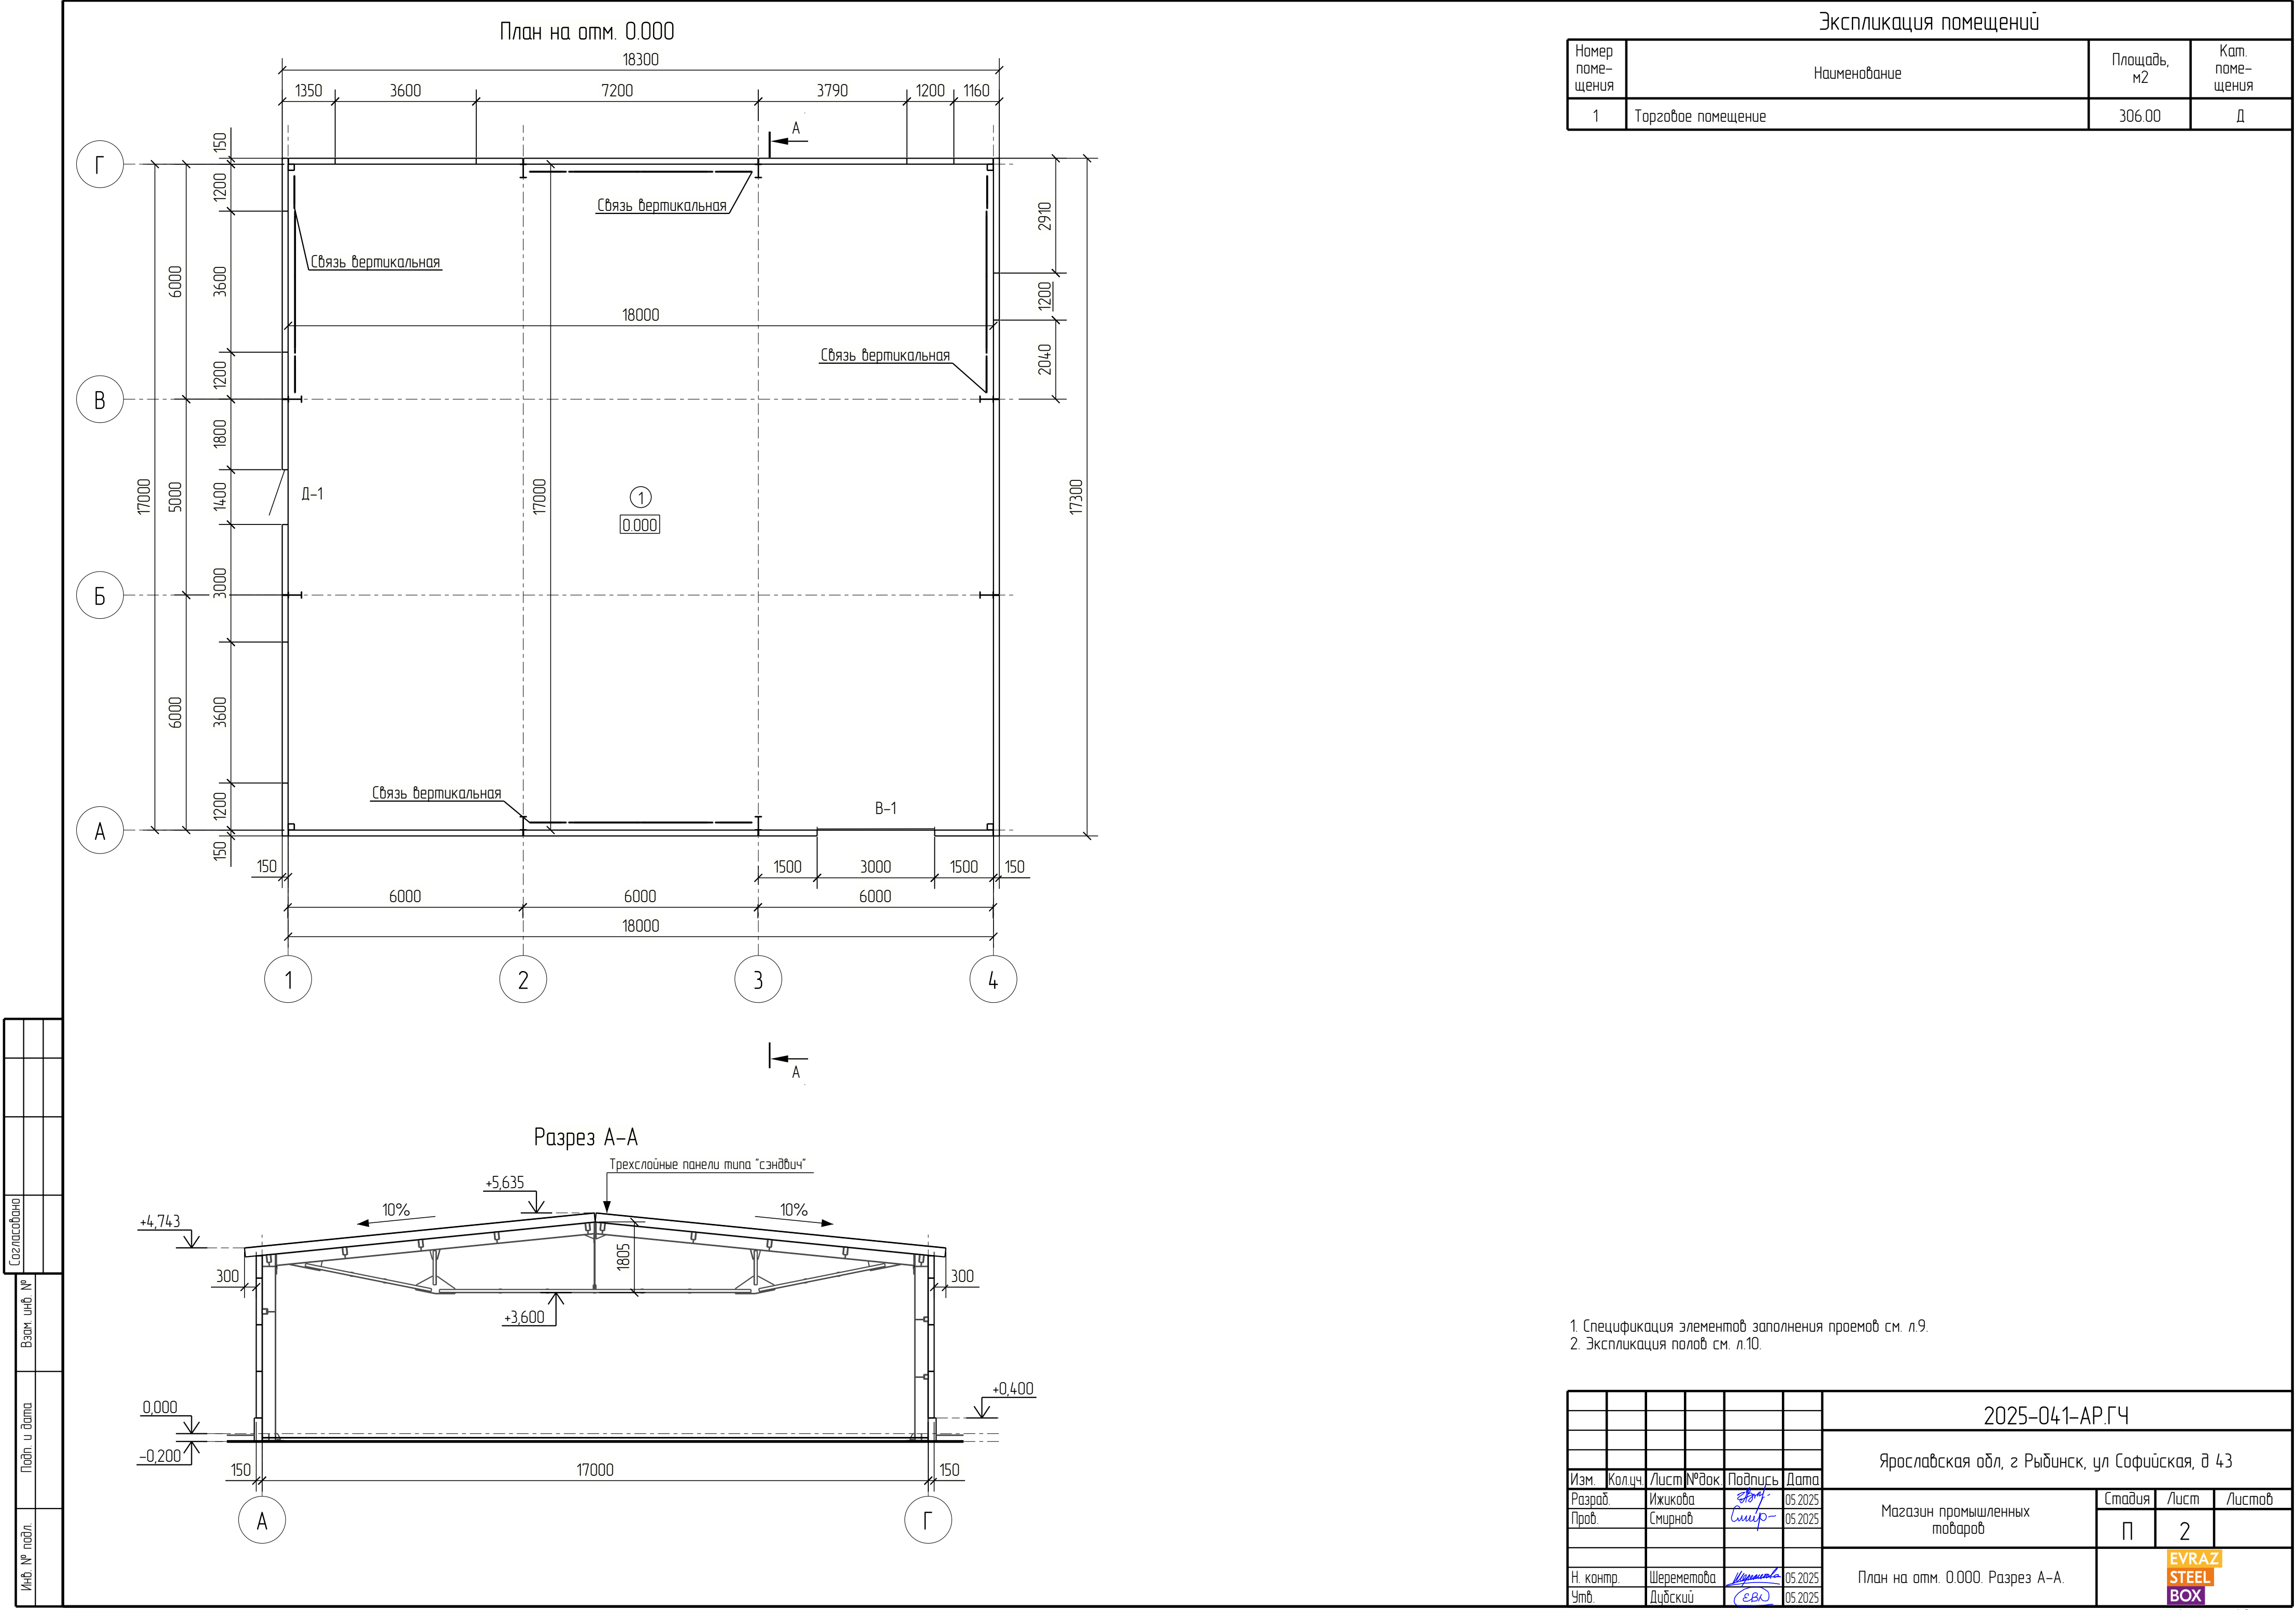 План на отм. 0.000
18300
1350 3600 7200 3790 1200 1160
А
150
Г
1200
2910
Связь вертикальная
Связь вертикальная
6000
3600
1200
18000
2040
Связь вертикальная
1200
В
1800
17000
5000
1400
Д-1
17000
1
0.000
17300
Б
3000
6000
3600
Связь вертикальная
В-1
1200
А
150
150
1500 3000 1500 150
6000 6000 6000
18000
1 2 3 4
А
Разрез А-А
Трехслойные панели типа "сэндвич"
+5,635
10% 10%
+4,743
1805
300 300
+3,600
+0,400
0,000
-0,200
150 17000 150
А Г
Экспликация помещений
Номер
поме-
щения
Наименование
Площадь,
м2
Кат.
поме-
щения
1 Торговое помещение 306.00 Д
1. Спецификация элементов заполнения проемов см. л.9.
2. Экспликация полов см. л.10.
2025-041-АР.ГЧ
Ярославская обл, г Рыбинск, ул Софийская, д 43
Изм. Кол.уч. Лист №док. Подпись Дата
Разраб. Ижикова 05.2025
Пров. Смирнов 05.2025
Н. контр. Шереметова 05.2025
Утв. Дубский 05.2025
Магазин промышленных
товаров
Стадия Лист Листов
П 2
План на отм. 0.000. Разрез А-А.
EVRAZ
STEEL
BOX
Согласовано
Взам. инв. №
Подп. и дата
Инв. № подл.